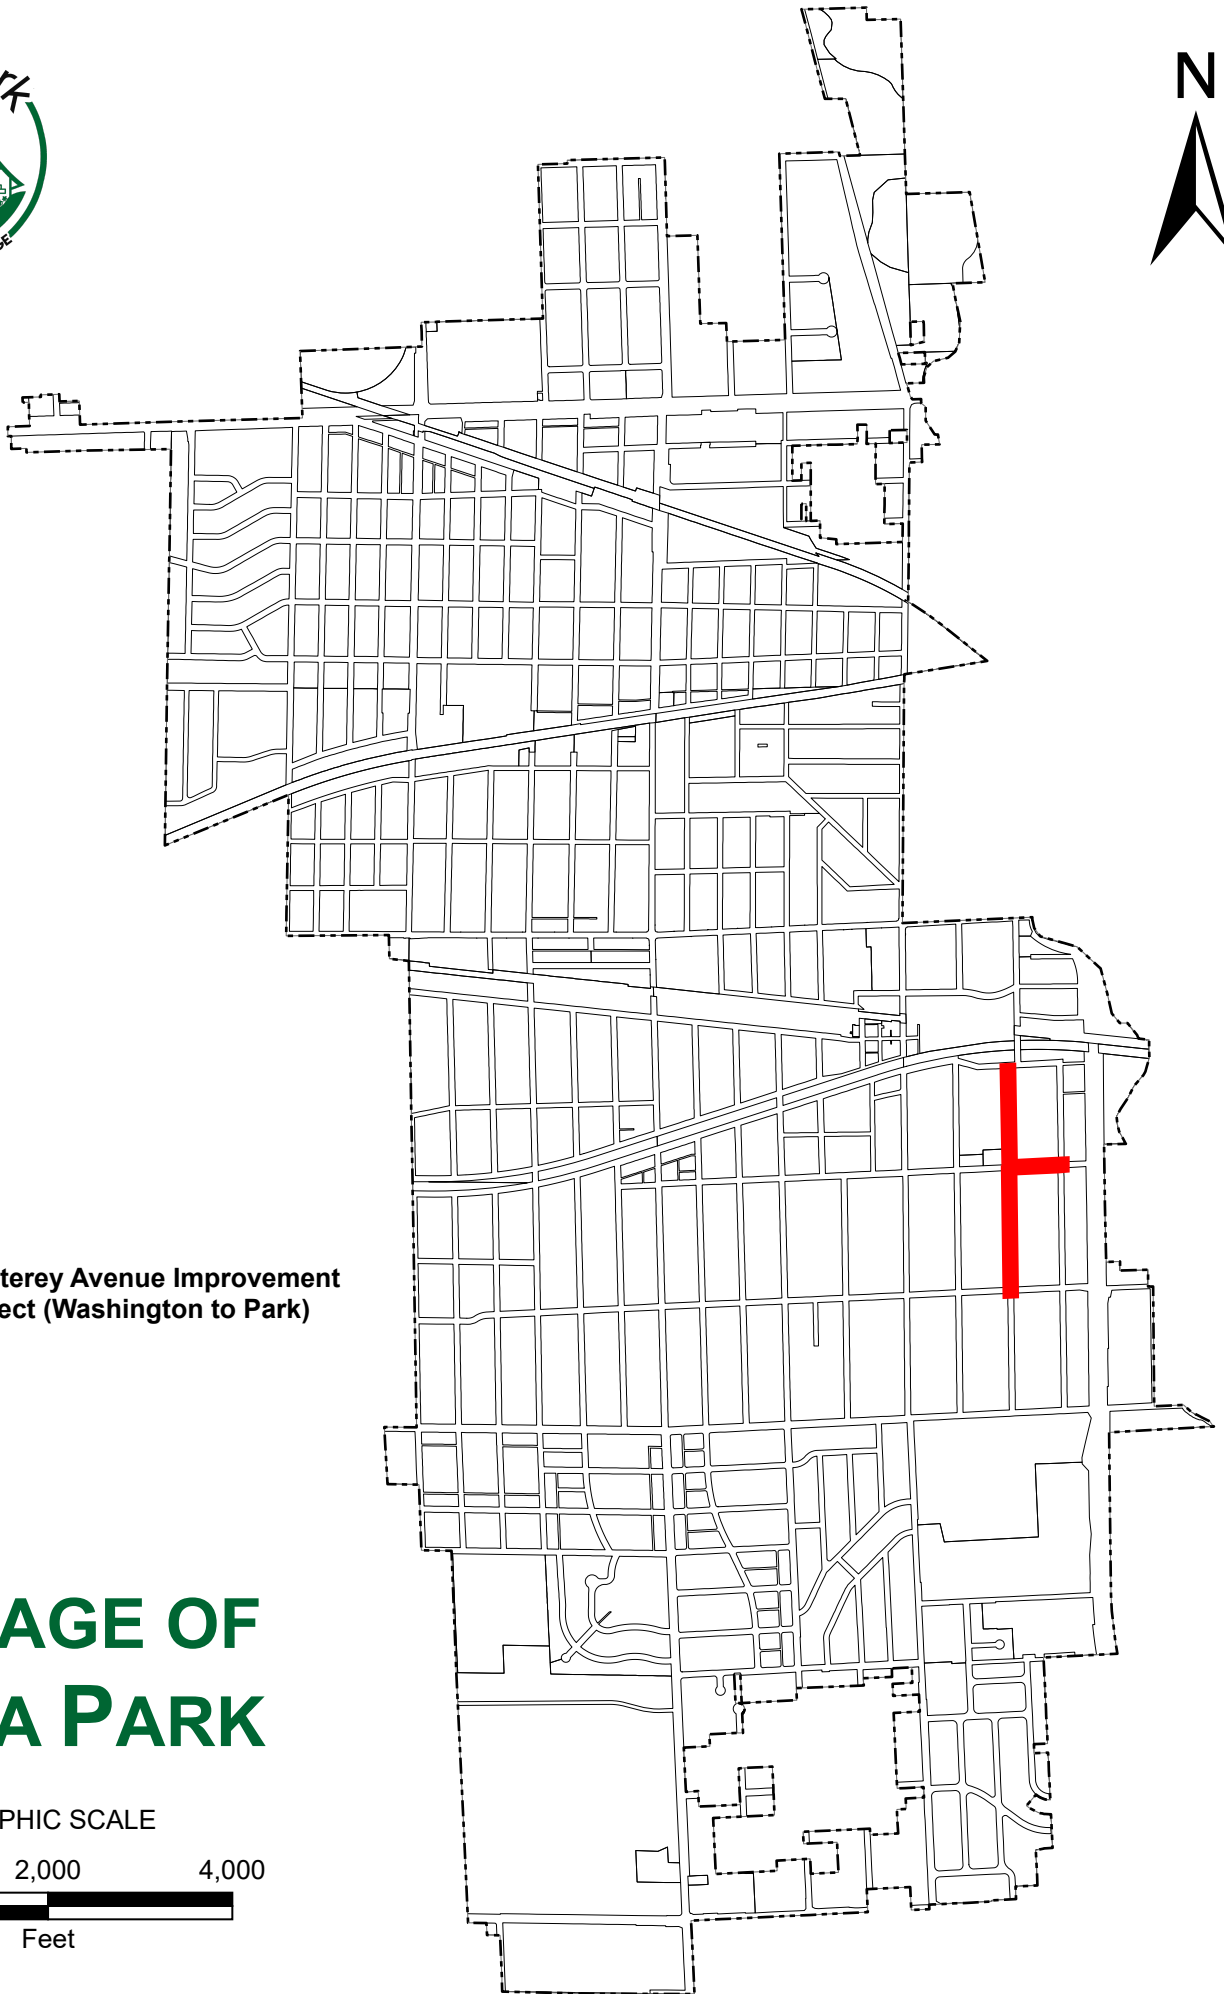 N
terey Avenue Improvement
ect (Washington to Park)
AGE OF
A PARK
PHIC SCALE
2,000 4,000
Feet